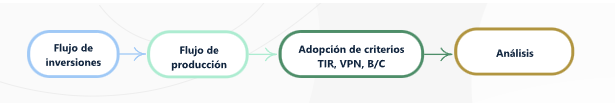 Flujo de
inversiones
Flujo de
producción
Adopción de criterios
TIR, VPN, B/C
Análisis